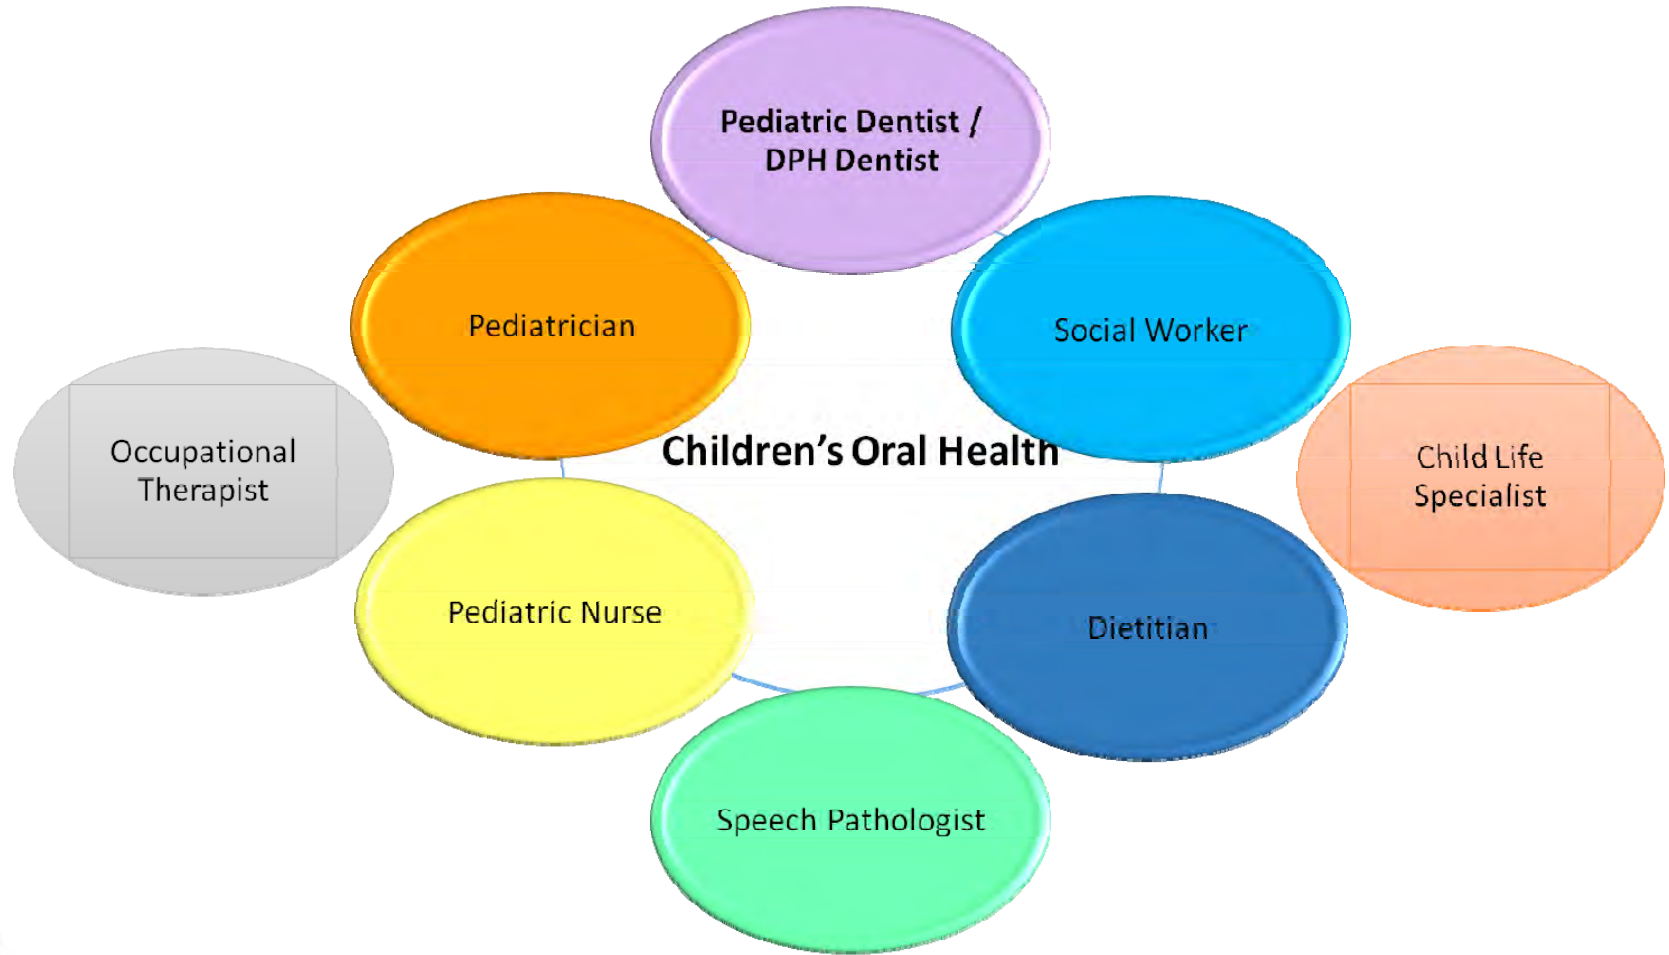 Pediatric Dentist /
DPH Dentist
Pediatrician
Social Worker
Occupational
Therapist
Children's Oral Health
Child Life
Specialist
Pediatric Nurse
Dietitian
Speech Pathologist